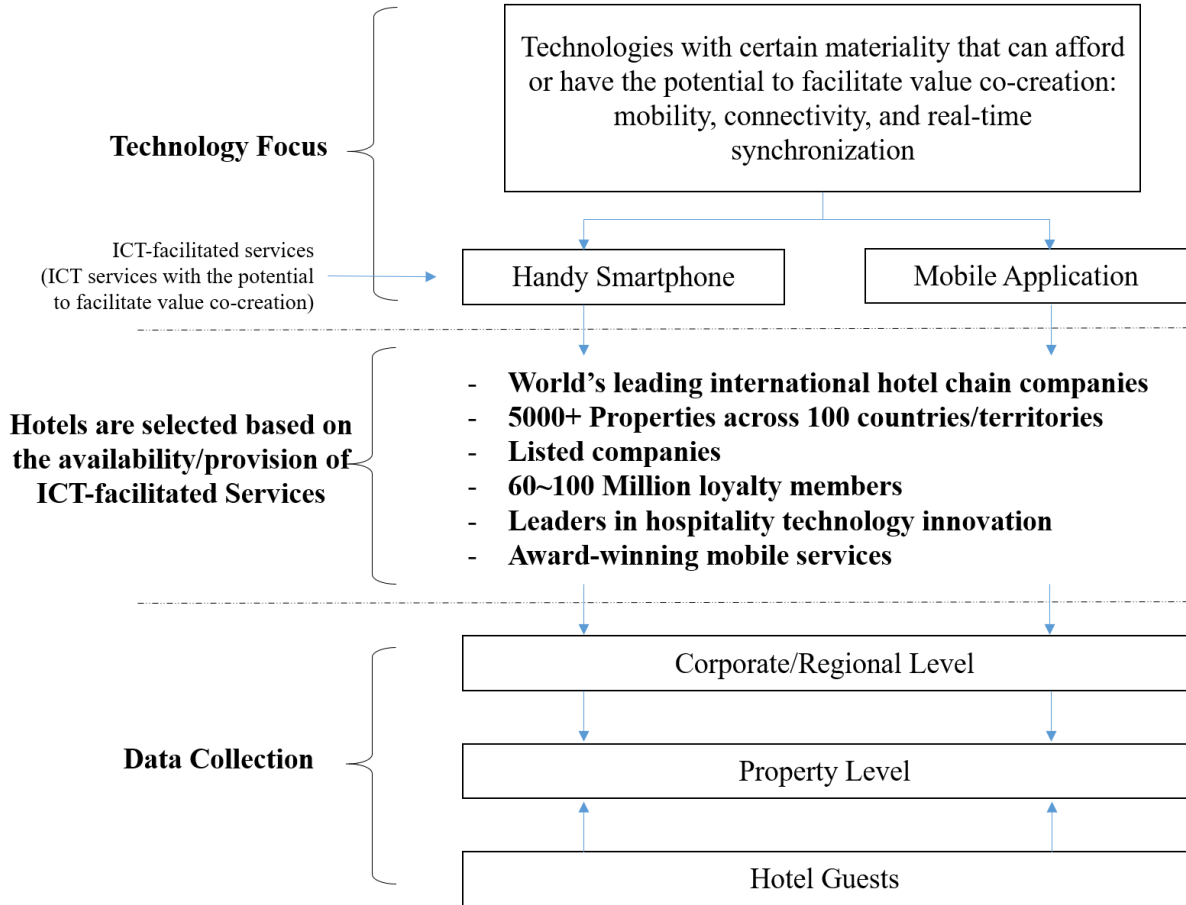 Technologies with certain materiality that can afford
or have the potential to facilitate value co-creation:
mobility, connectivity, and real-time
synchronization
Technology Focus
ICT-facilitated services
(ICT services with the potential
to facilitate value co-creation)
Handy Smartphone
Mobile Application
Hotels are selected based on
the availability/provision of
ICT-facilitated Services
- World’s leading international hotel chain companies
- 5000+ Properties across 100 countries/territories
- Listed companies
- 60~100 Million loyalty members
- Leaders in hospitality technology innovation
- Award-winning mobile services
Data Collection
Corporate/Regional Level
Property Level
Hotel Guests